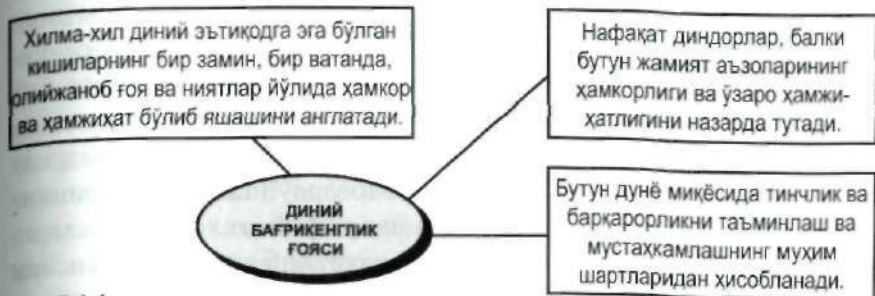 Хилма-хил диний эътиқодга эга бўлган
кишиларнинг бир замин, бир ватанда,
олийжаноб ғоя ва ниятлар йўлида ҳамкор
ва ҳамжиҳат бўлиб яшашини англатади.
Нафақат диндорлар, балки
бутун жамият аъзоларининг
ҳамкорлиги ва ўзаро ҳамжи-
ҳатлигини назарда тутади.
ДИНИЙ
БАҒРИКЕНГЛИК
ҒОЯСИ
Бутун дунё миқёсида тинчлик ва
барқарорликни таъминлаш ва
мустаҳкамлашнинг муҳим
шартларидан ҳисобланади.